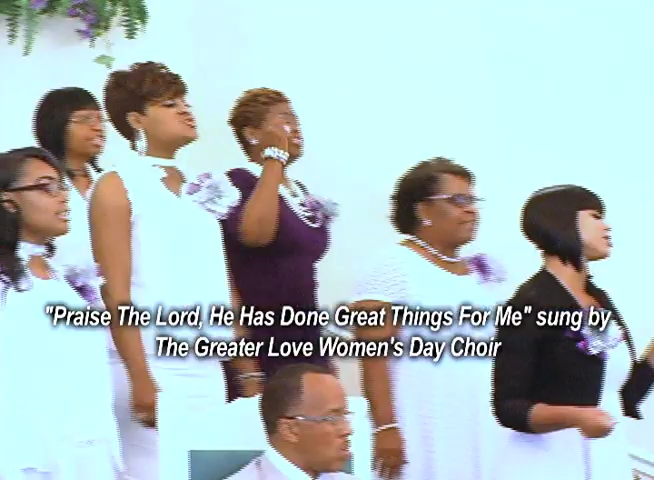 "Praise The Lord, He Has Done Great Things For Me" sung by
The Greater Love Women's Day Choir